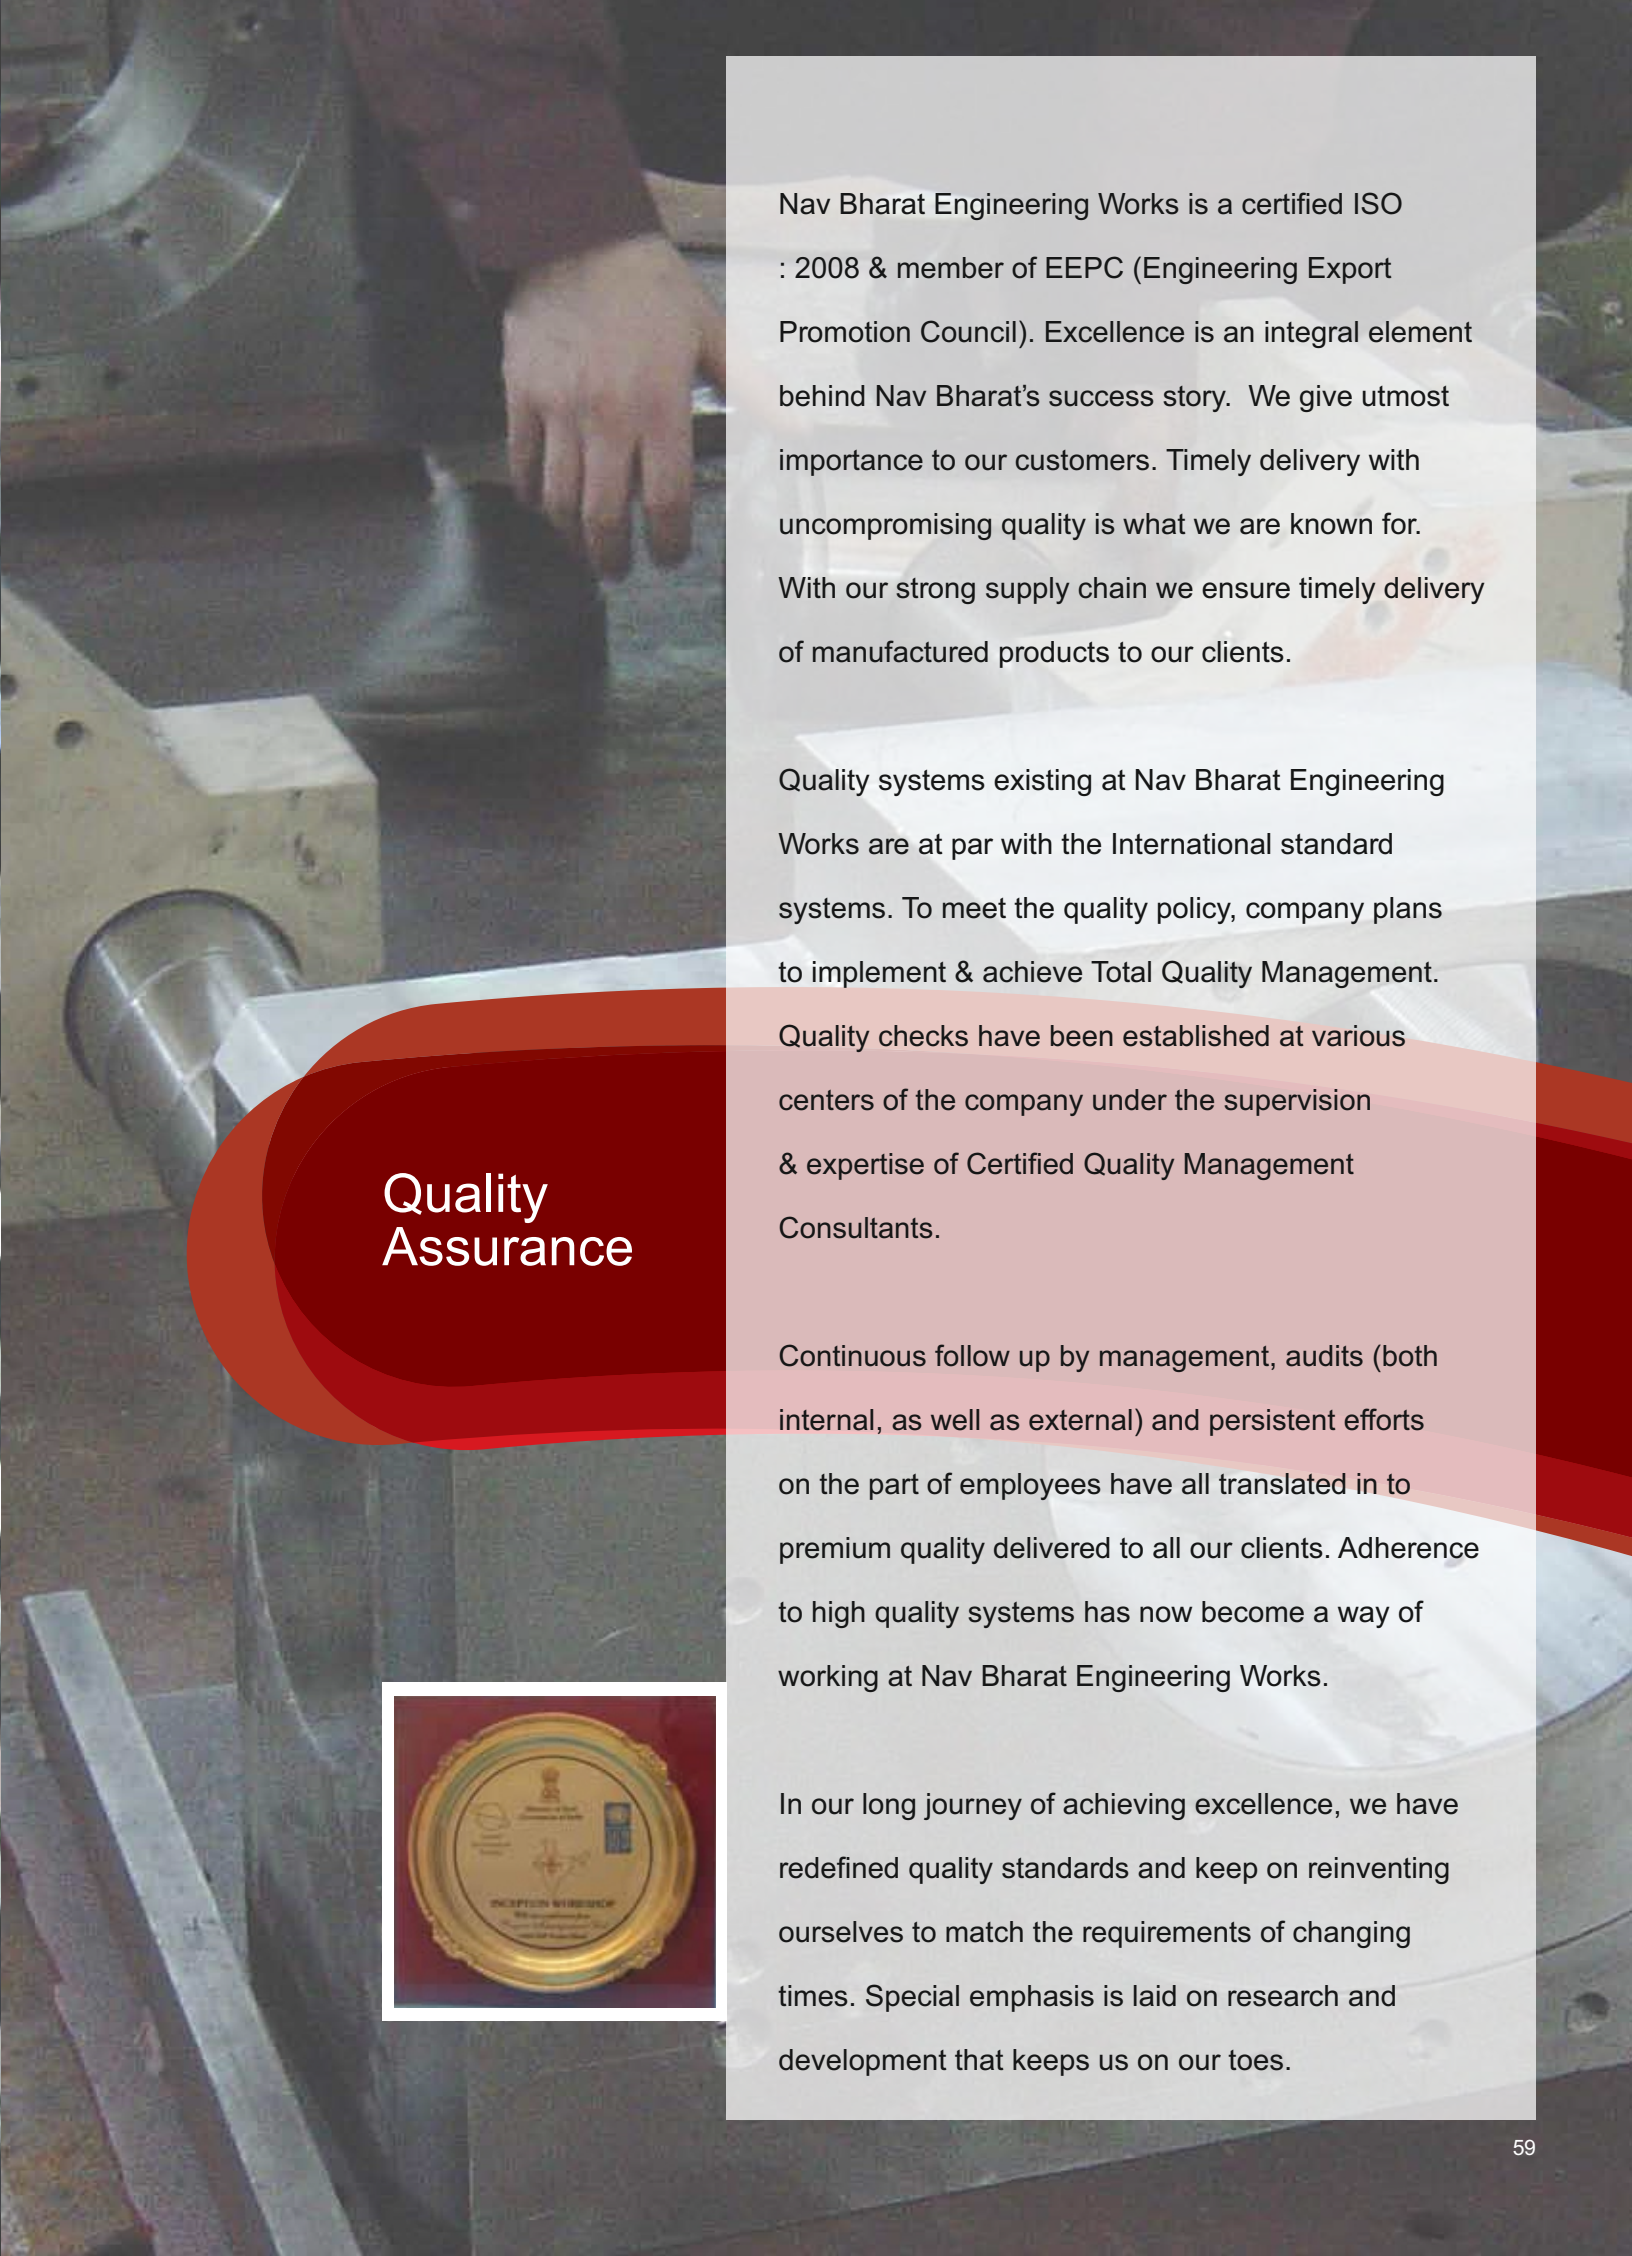 Nav Bharat Engineering Works is a certified ISO
: 2008 & member of EEPC (Engineering Export
Promotion Council). Excellence is an integral element
behind Nav Bharat’s success story.  We give utmost
importance to our customers. Timely delivery with
uncompromising quality is what we are known for.
With our strong supply chain we ensure timely delivery
of manufactured products to our clients.
Quality systems existing at Nav Bharat Engineering
Works are at par with the International standard
systems. To meet the quality policy, company plans
to implement & achieve Total Quality Management.
Quality checks have been established at various
centers of the company under the supervision
& expertise of Certified Quality Management
Consultants.
Continuous follow up by management, audits (both
internal, as well as external) and persistent efforts
on the part of employees have all translated in to
premium quality delivered to all our clients. Adherence
to high quality systems has now become a way of
working at Nav Bharat Engineering Works.
In our long journey of achieving excellence, we have
redefined quality standards and keep on reinventing
ourselves to match the requirements of changing
times. Special emphasis is laid on research and
development that keeps us on our toes.
Quality
Assurance
INCEPTION WORKSHOP
59